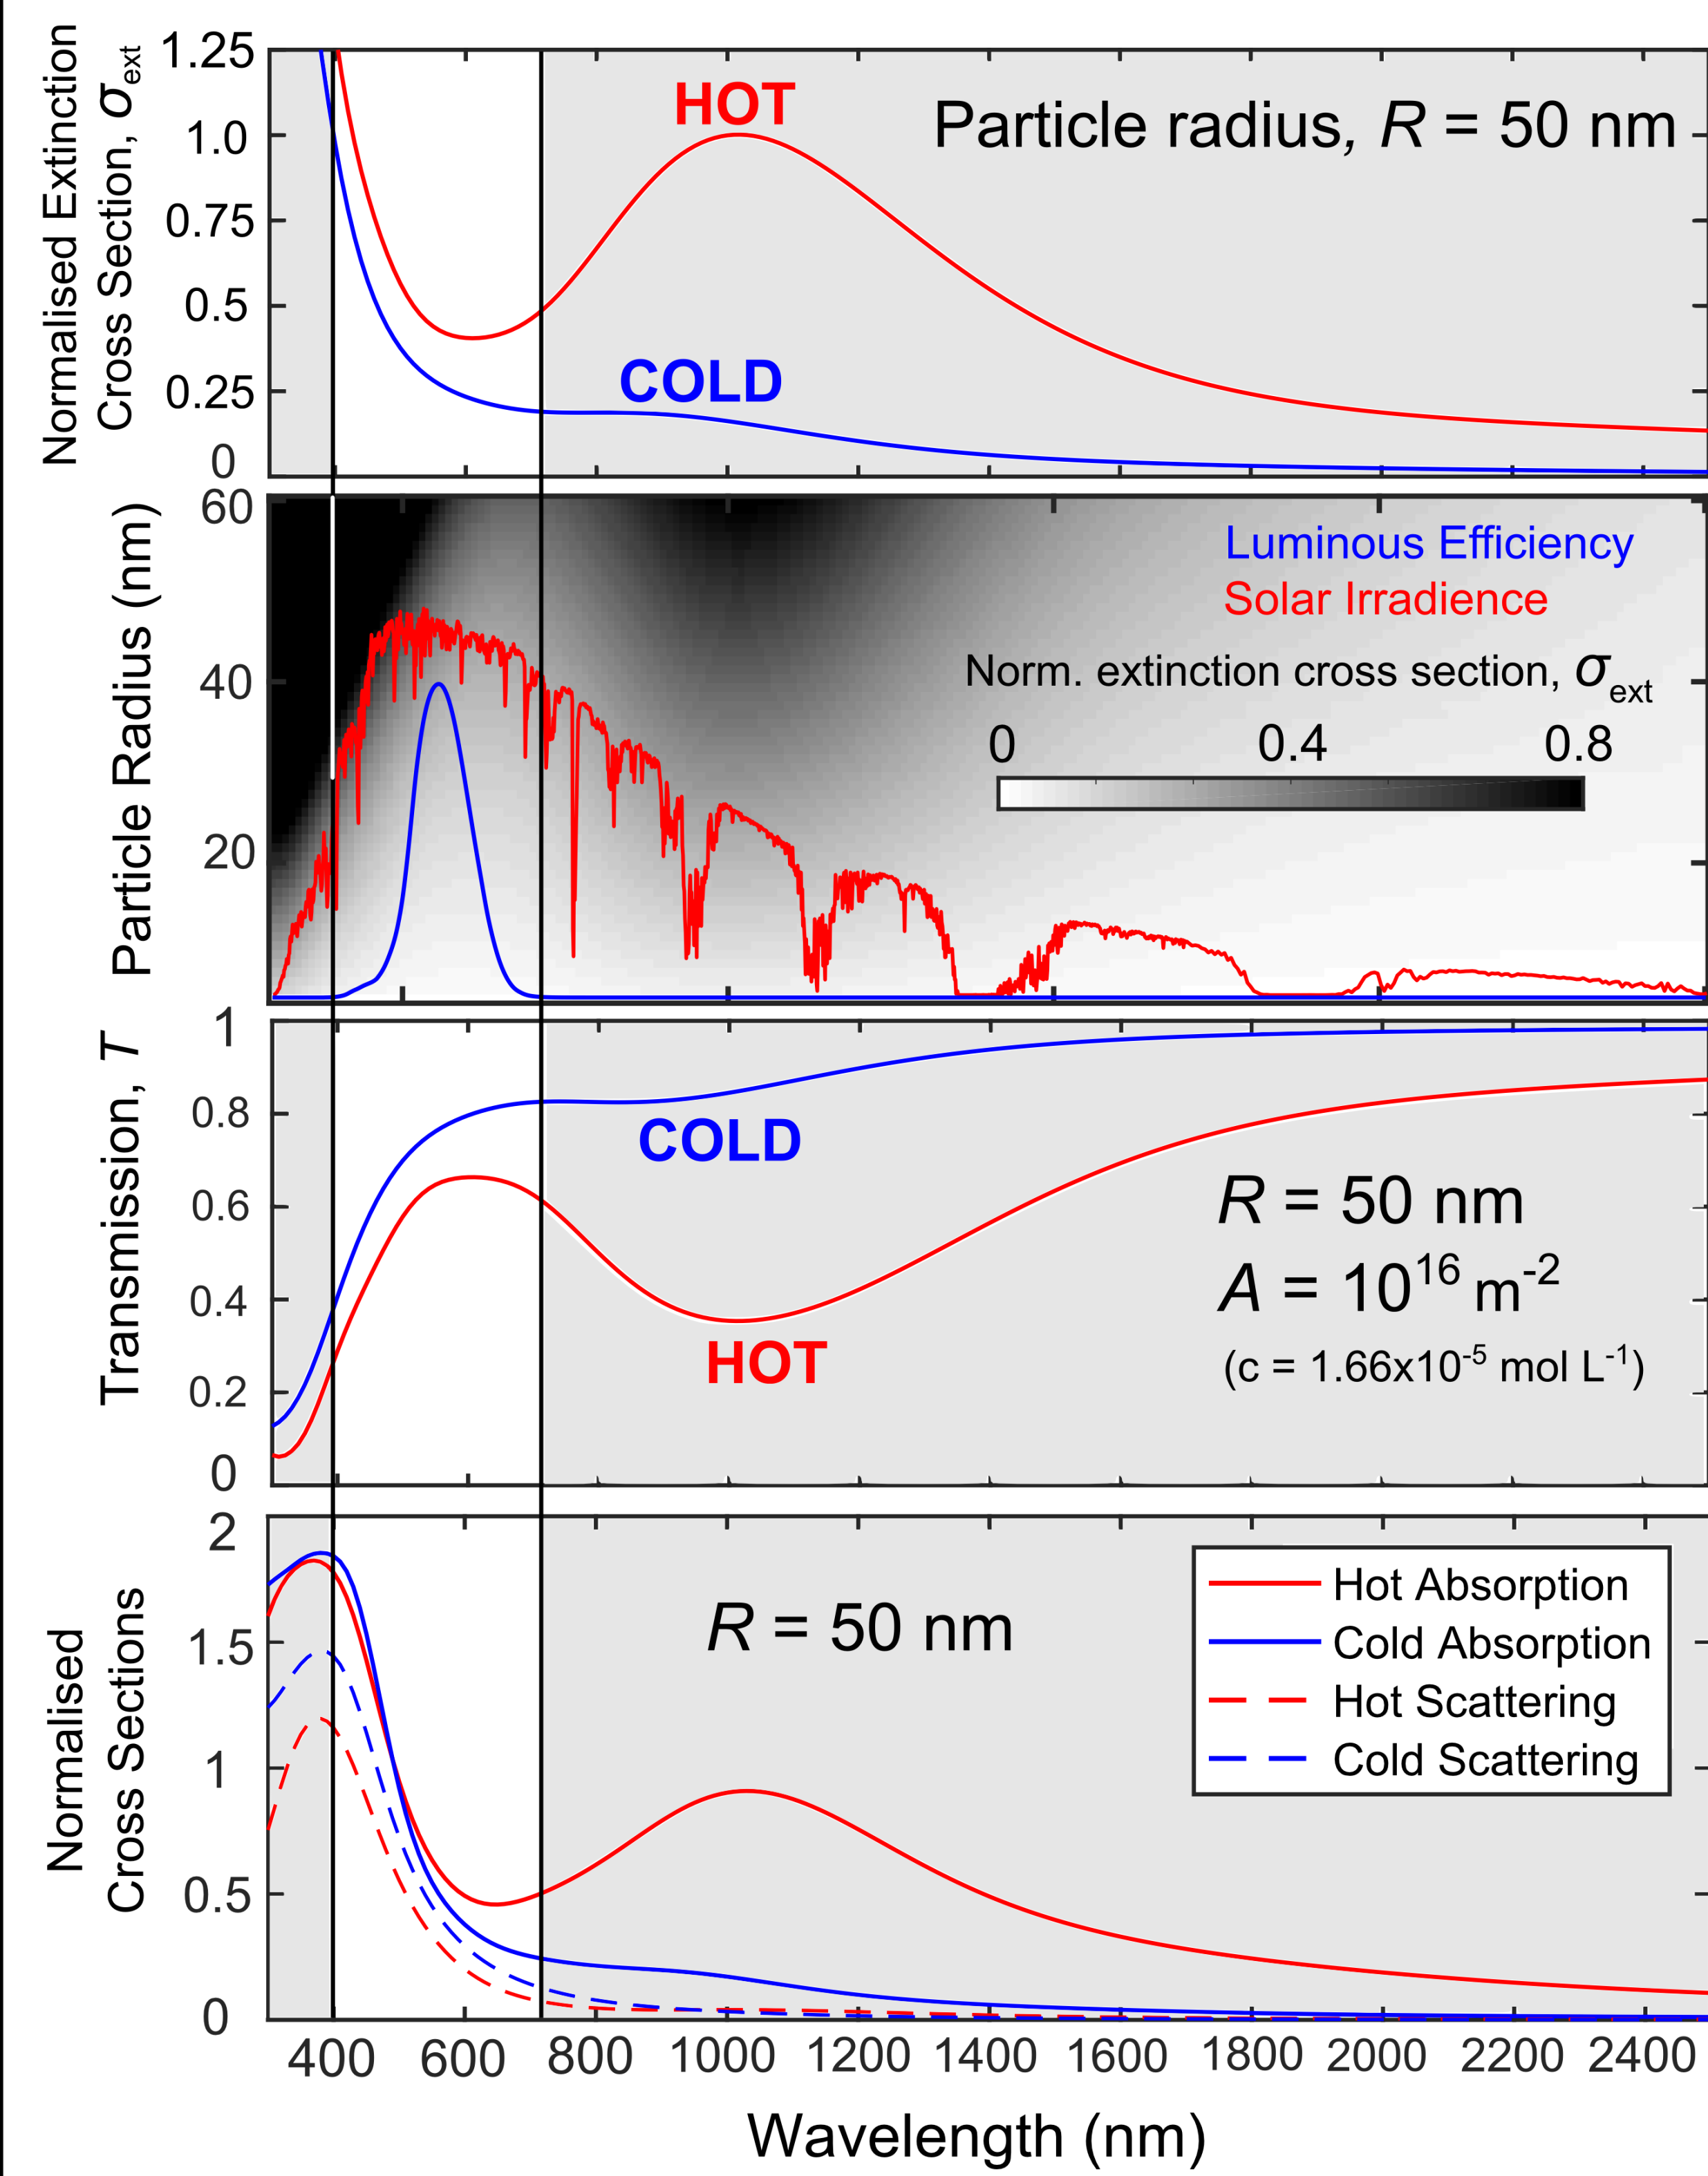 Normalised Extinction
Cross Section, σext
1.25
1.0
0.75
0.5
0.25
0
HOT
COLD
Particle radius, R = 50 nm
Particle Radius (nm)
60
40
20
Luminous Efficiency
Solar Irradience
Norm. extinction cross section, σext
0 0.4 0.8
Transmission, T
1
0.8
0.6
0.4
0.2
0
COLD
HOT
R = 50 nm
A = 10^16 m^-2
(c = 1.66x10^-5 mol L^-1)
Normalised
Cross Sections
2
1.5
1
0.5
0
R = 50 nm
Hot Absorption
Cold Absorption
Hot Scattering
Cold Scattering
400 600 800 1000 1200 1400 1600 1800 2000 2200 2400
Wavelength (nm)